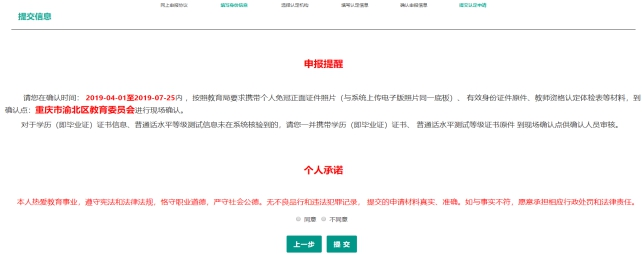 网上申报协议 填写身份信息 选择认定机构 填写认定信息 确认申报信息 提交认定申请
提交信息
申报提醒
请您在确认时间： 2019-04-01至2019-07-25内，按照教育局要求携带个人免冠正面证件照片（与系统上传电子版照片同一底板）、 有效身份证件原件、教师资格认定体检表等材料，到
确认点：重庆市渝北区教育委员会进行现场确认。
对于学历（即毕业证）证书信息、普通话水平等级测试信息未在系统核验到的，请您一并携带学历（即毕业证）证书、 普通话水平测试等级证书原件 到现场确认点供确认人员审核。
个人承诺
本人热爱教育事业，遵守宪法和法律法规，恪守职业道德，严守社会公德。无不良品行和违法犯罪记录， 提交的申请材料真实、准确。如与事实不符，愿意承担相应行政处罚和法律责任。
同意 不同意
上一步 提 交